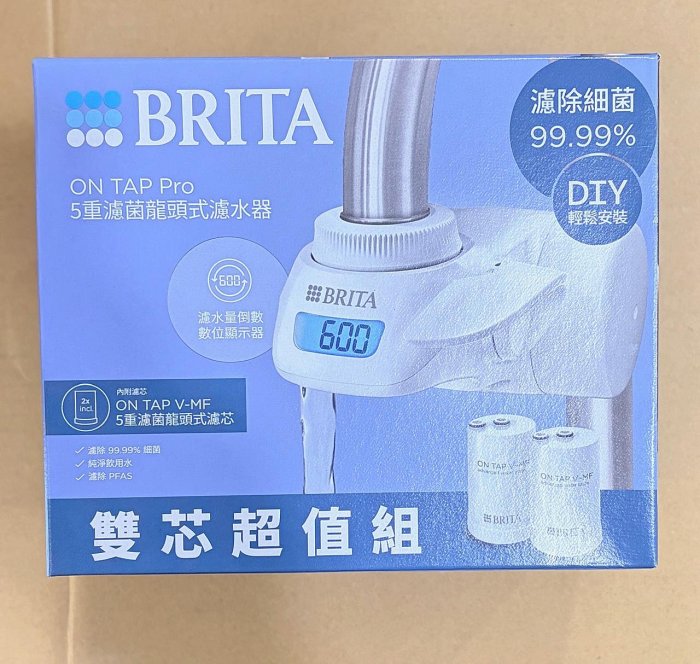 BRITA
濾除細菌
99.99%
DIY
輕鬆安裝
ON TAP Pro
5重濾菌龍頭式濾水器
600
濾水量倒數
數位顯示器
BRITA
600
2x
incl.
內附濾芯
ON TAP V-MF
5重濾菌龍頭式濾芯
✓ 濾除 99.99% 細菌
✓ 純淨飲用水
✓ 濾除 PFAS
ON TAP V-MF
BRITA
ON TAP V-MF
雙芯超值組